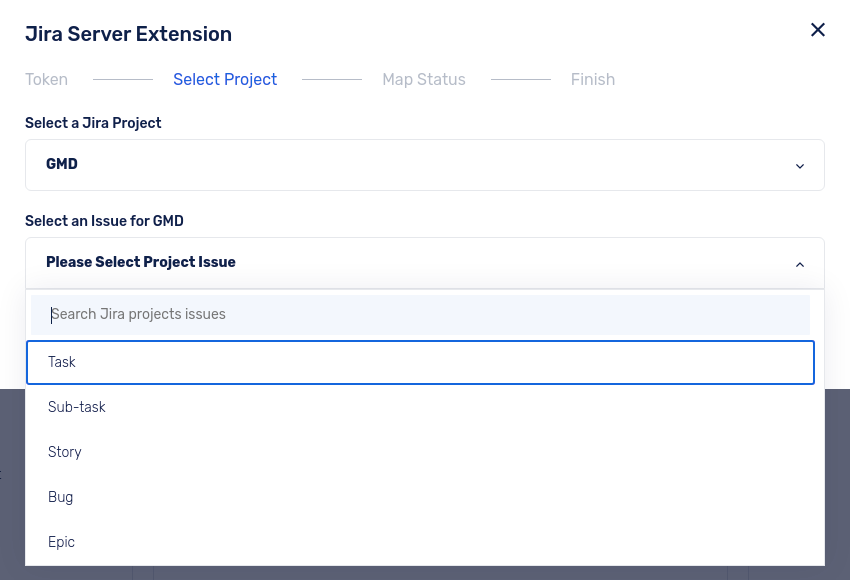 Jira Server Extension
Token Select Project Map Status Finish
Select a Jira Project
GMD
Select an Issue for GMD
Please Select Project Issue
Search Jira projects issues
Task
Sub-task
Story
Bug
Epic